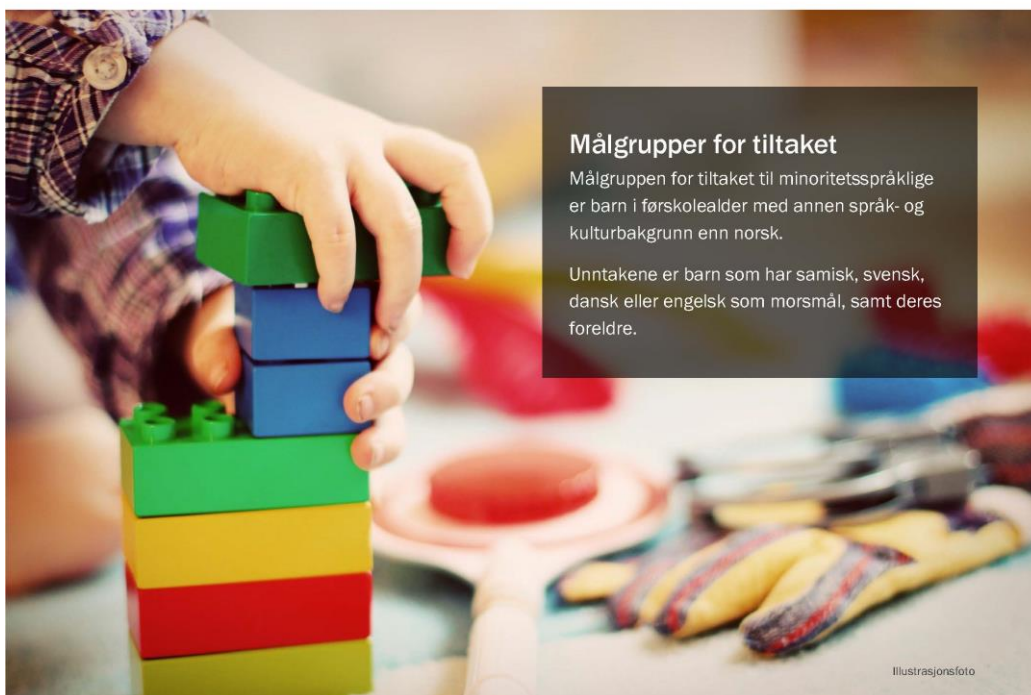 Målgrupper for tiltaket
Målgruppen for tiltaket til minoritetsspråklige
er barn i førskolealder med annen språk- og
kulturbakgrunn enn norsk.
Unntakene er barn som har samisk, svensk,
dansk eller engelsk som morsmål, samt deres
foreldre.
Illustrasjonsfoto